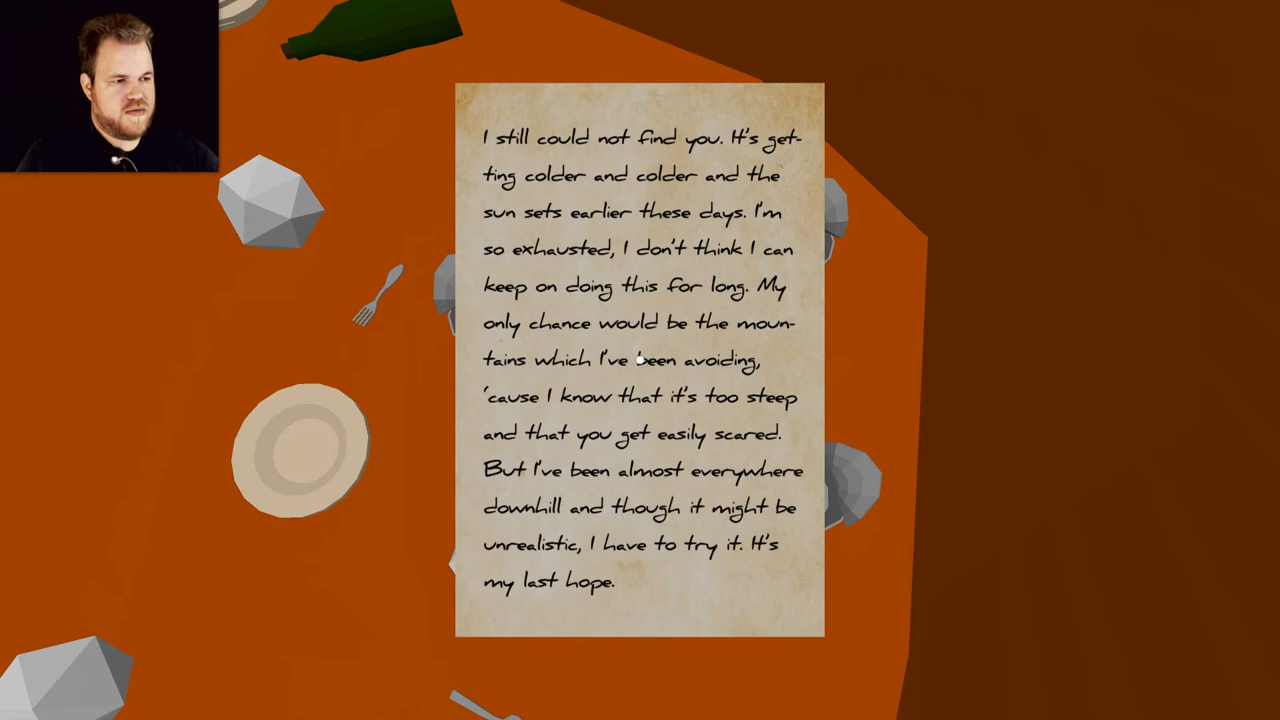 I still could not find you. It's get-
ting colder and colder and the
sun sets earlier these days. I'm
so exhausted, I don't think I can
keep on doing this for long. My
only chance would be the moun-
tains which I've been avoiding,
'cause I know that it's too steep
and that you get easily scared.
But I've been almost everywhere
downhill and though it might be
unrealistic, I have to try it. It's
my last hope.